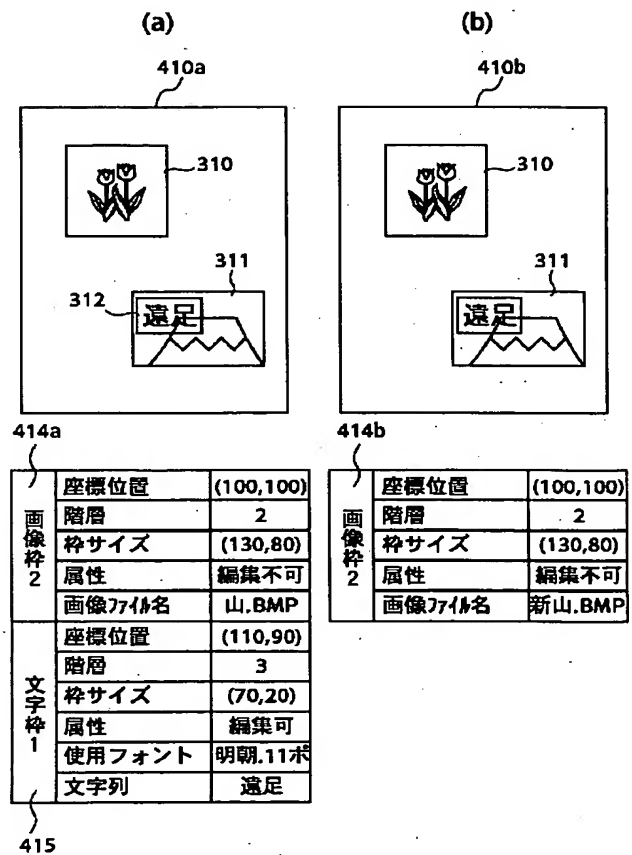 (a)
(b)
410a
410b
310
310
311
311
312
遠足
遠足
414a
414b
画像枠2
座標位置 (100,100)
階層 2
枠サイズ (130,80)
属性 編集不可
画像ファイル名 山.BMP
文字枠1
座標位置 (110,90)
階層 3
枠サイズ (70,20)
属性 編集可
使用フォント 明朝.11ポ
文字列 遠足
415
画像枠2
座標位置 (100,100)
階層 2
枠サイズ (130,80)
属性 編集不可
画像ファイル名 新山.BMP